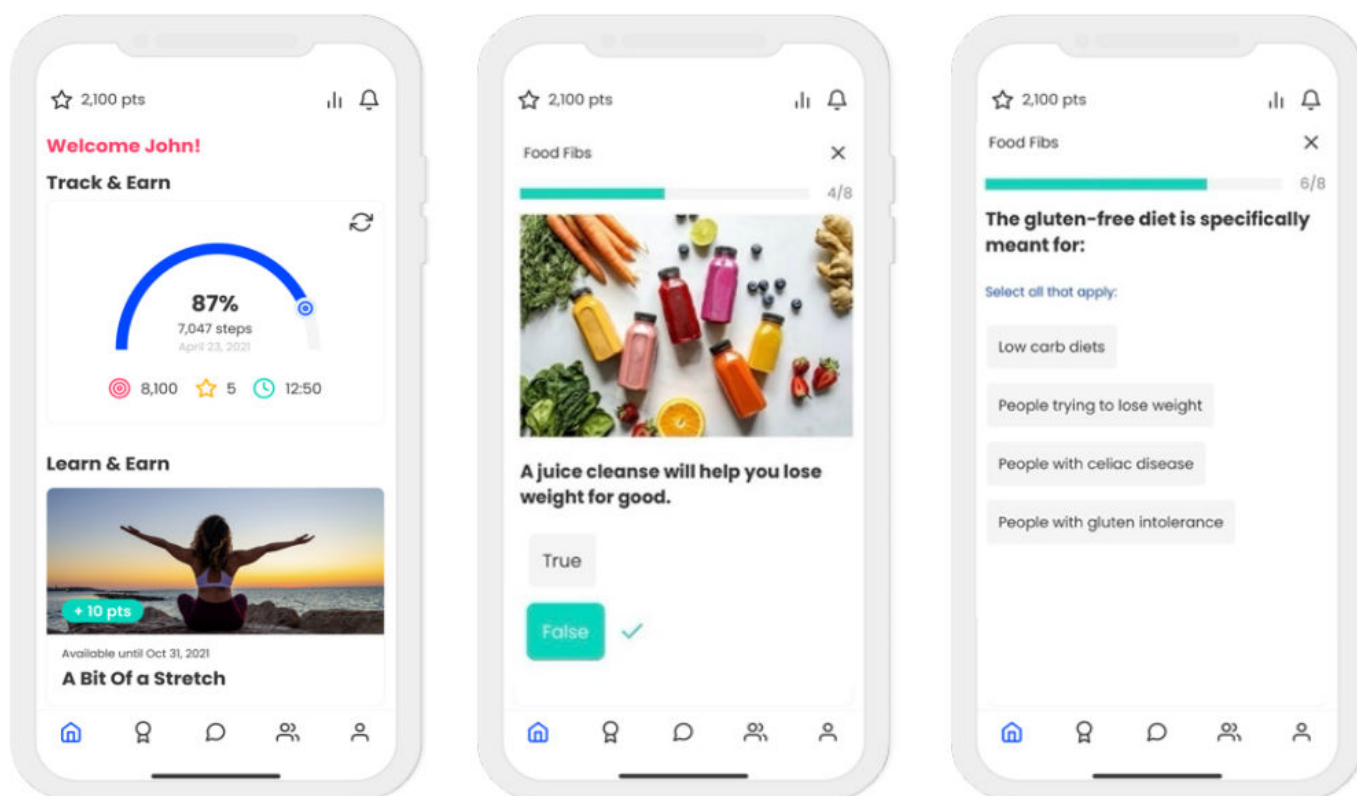 2,100 pts
Welcome John!
Track & Earn
87%
7,047 steps
April 23, 2021
8,100 5 12:50
Learn & Earn
+ 10 pts
Available until Oct 31, 2021
A Bit Of a Stretch
2,100 pts
Food Fibs
4/8
A juice cleanse will help you lose
weight for good.
True
False
2,100 pts
Food Fibs
6/8
The gluten-free diet is specifically
meant for:
Select all that apply:
Low carb diets
People trying to lose weight
People with celiac disease
People with gluten intolerance